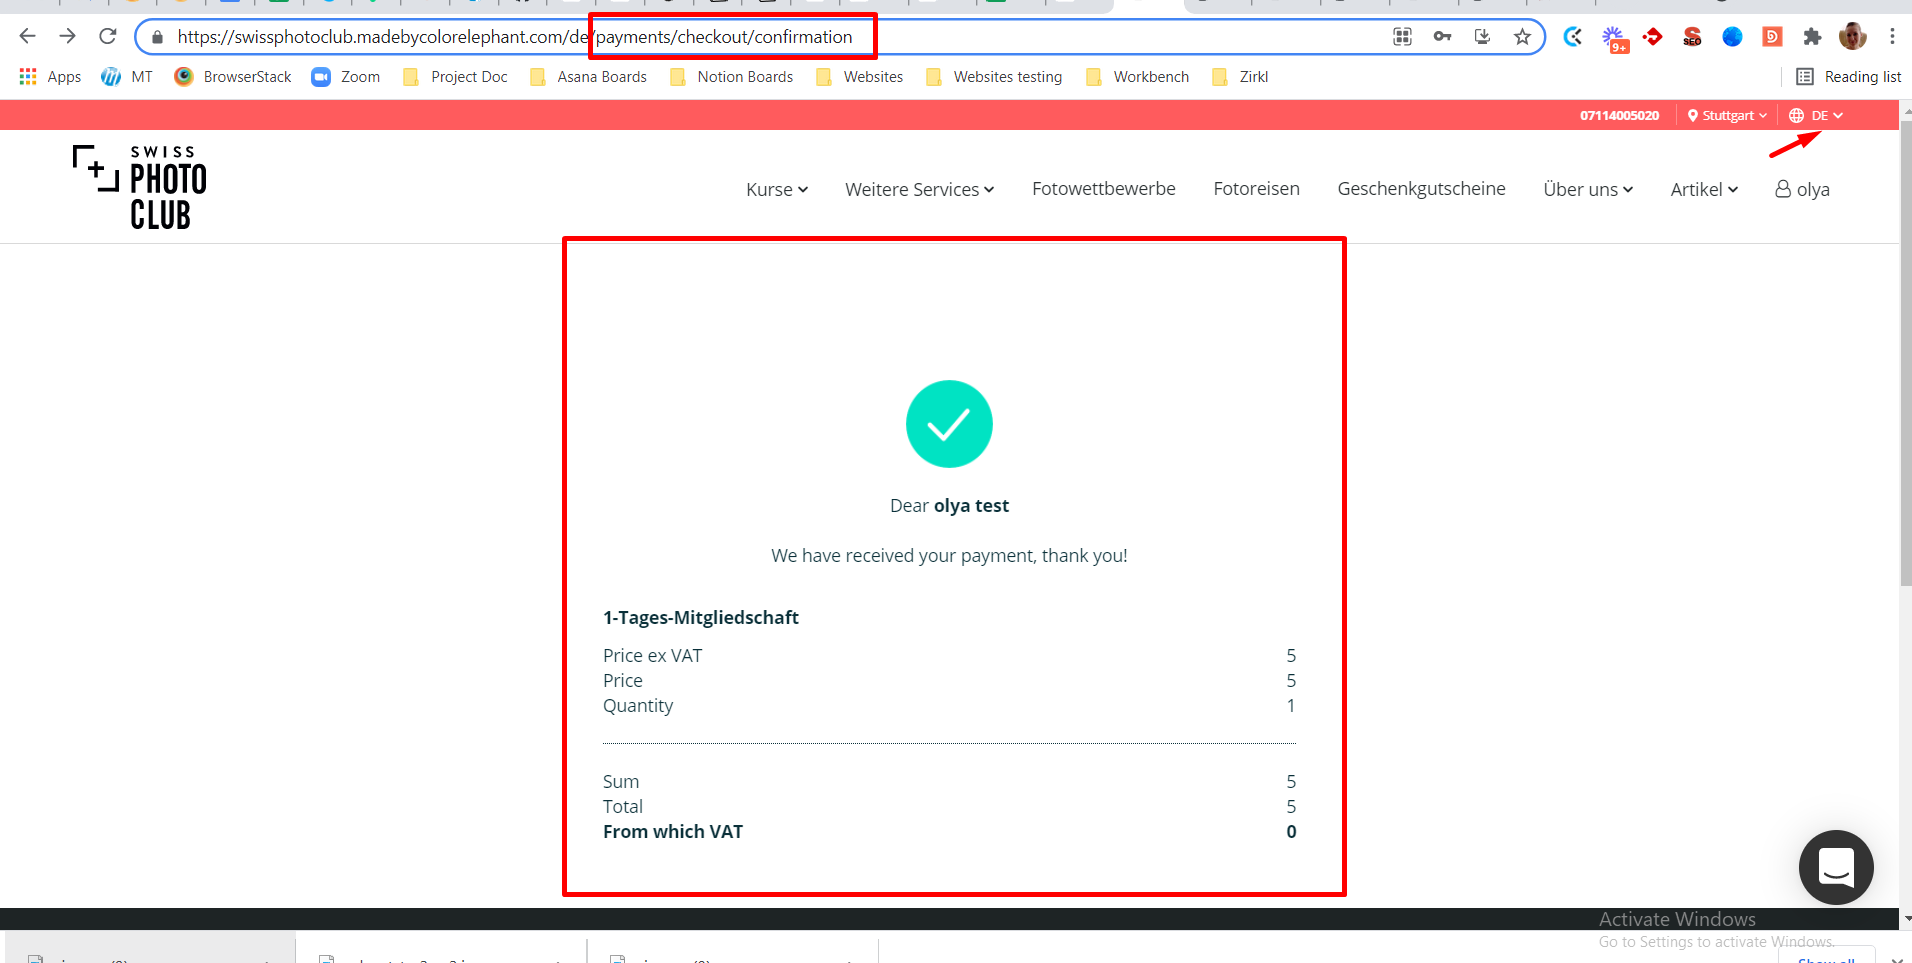 https://swissphotoclub.madebycolorelephant.com/de/payments/checkout/confirmation
9+
SEO
Apps MT BrowserStack Zoom Project Doc Asana Boards Notion Boards Websites Websites testing Workbench Zirkl Reading list
07114005020 Stuttgart DE
SWISS
PHOTO
CLUB
Kurse Weitere Services Fotowettbewerbe Fotoreisen Geschenkgutscheine Über uns Artikel olya
Dear olya test
We have received your payment, thank you!
1-Tages-Mitgliedschaft
Price ex VAT 5
Price 5
Quantity 1
Sum 5
Total 5
From which VAT 0
Activate Windows
Go to Settings to activate Windows.
Show all